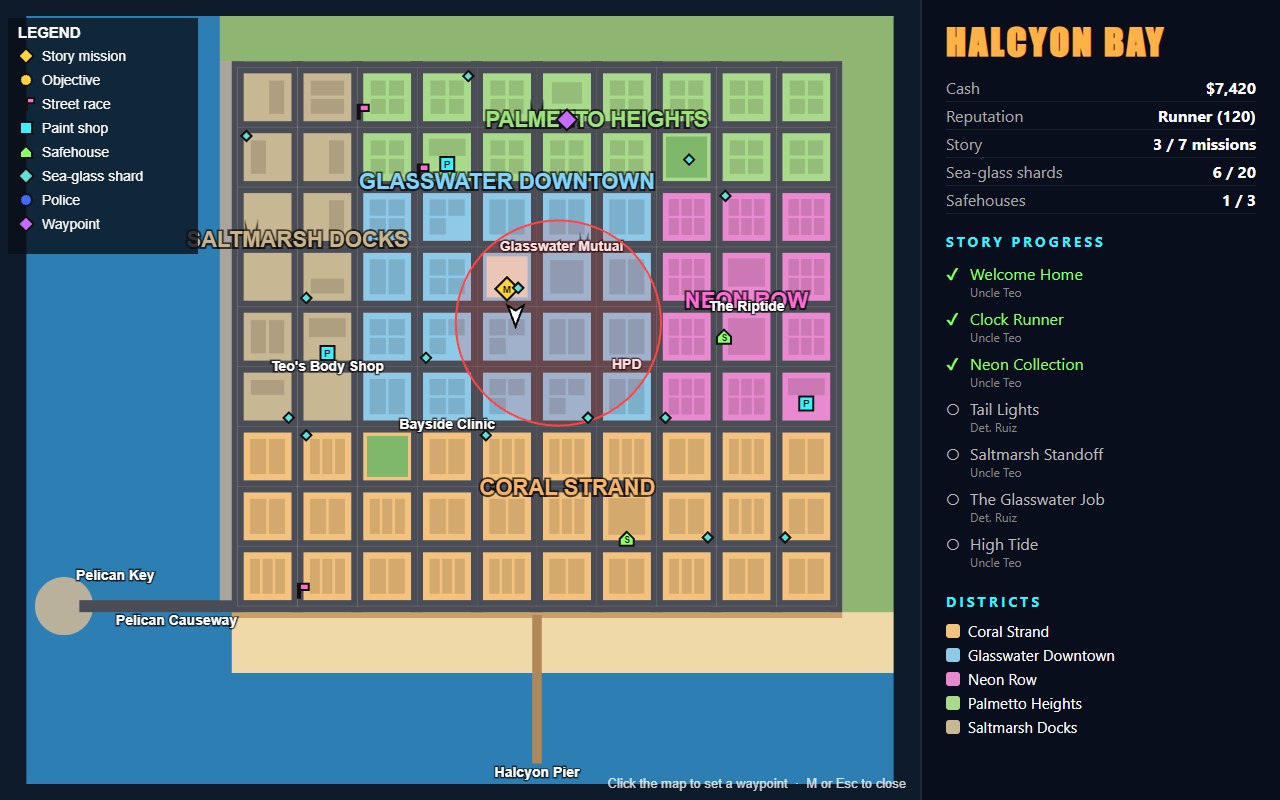 LEGEND
Story mission
Objective
Street race
Paint shop
Safehouse
Sea-glass shard
Police
Waypoint
PALMETTO HEIGHTS
P
GLASSWATER DOWNTOWN
SALTMARSH DOCKS
Glasswater Mutual
M
NEON ROW
The Riptide
S
P
Teo's Body Shop
HPD
P
Bayside Clinic
CORAL STRAND
S
Pelican Key
Pelican Causeway
Halcyon Pier
Click the map to set a waypoint · M or Esc to close
HALCYON BAY
Cash $7,420
Reputation Runner (120)
Story 3 / 7 missions
Sea-glass shards 6 / 20
Safehouses 1 / 3
STORY PROGRESS
✓ Welcome Home
Uncle Teo
✓ Clock Runner
Uncle Teo
✓ Neon Collection
Uncle Teo
Tail Lights
Det. Ruiz
Saltmarsh Standoff
Uncle Teo
The Glasswater Job
Det. Ruiz
High Tide
Uncle Teo
DISTRICTS
Coral Strand
Glasswater Downtown
Neon Row
Palmetto Heights
Saltmarsh Docks